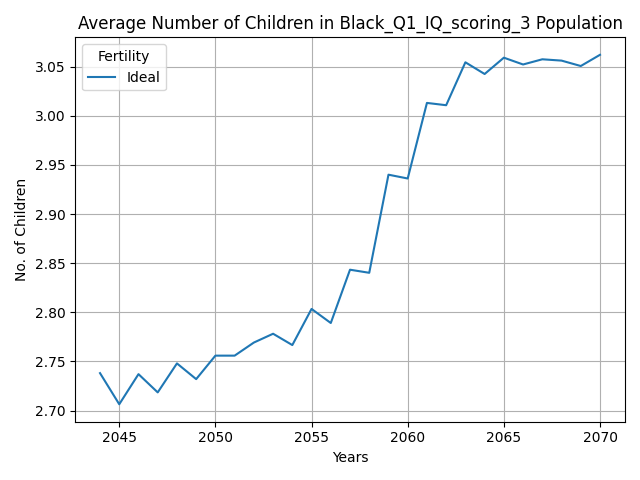 Average Number of Children in Black_Q1_IQ_scoring_3 Population
Fertility
Ideal
No. of Children
3.05
3.00
2.95
2.90
2.85
2.80
2.75
2.70
2045 2050 2055 2060 2065 2070
Years